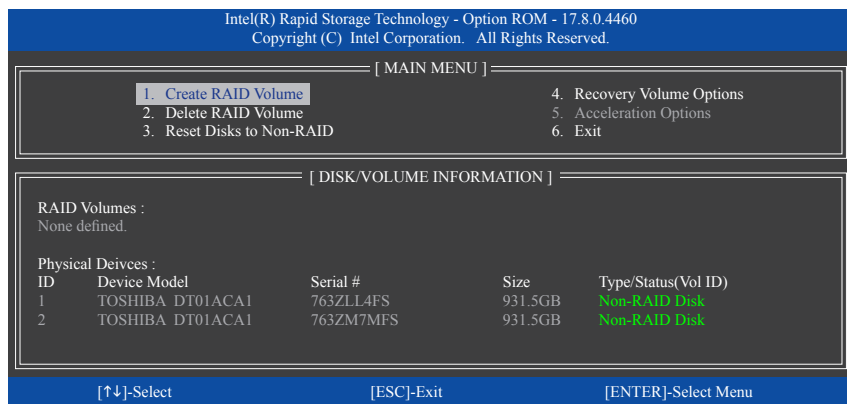 Intel(R) Rapid Storage Technology - Option ROM - 17.8.0.4460
Copyright (C) Intel Corporation. All Rights Reserved.
[ MAIN MENU ]
1. Create RAID Volume
2. Delete RAID Volume
3. Reset Disks to Non-RAID
4. Recovery Volume Options
5. Acceleration Options
6. Exit
[ DISK/VOLUME INFORMATION ]
RAID Volumes :
None defined.
Physical Deivces :
ID Device Model Serial # Size Type/Status(Vol ID)
1 TOSHIBA DT01ACA1 763ZLL4FS 931.5GB Non-RAID Disk
2 TOSHIBA DT01ACA1 763ZM7MFS 931.5GB Non-RAID Disk
[↑↓]-Select [ESC]-Exit [ENTER]-Select Menu